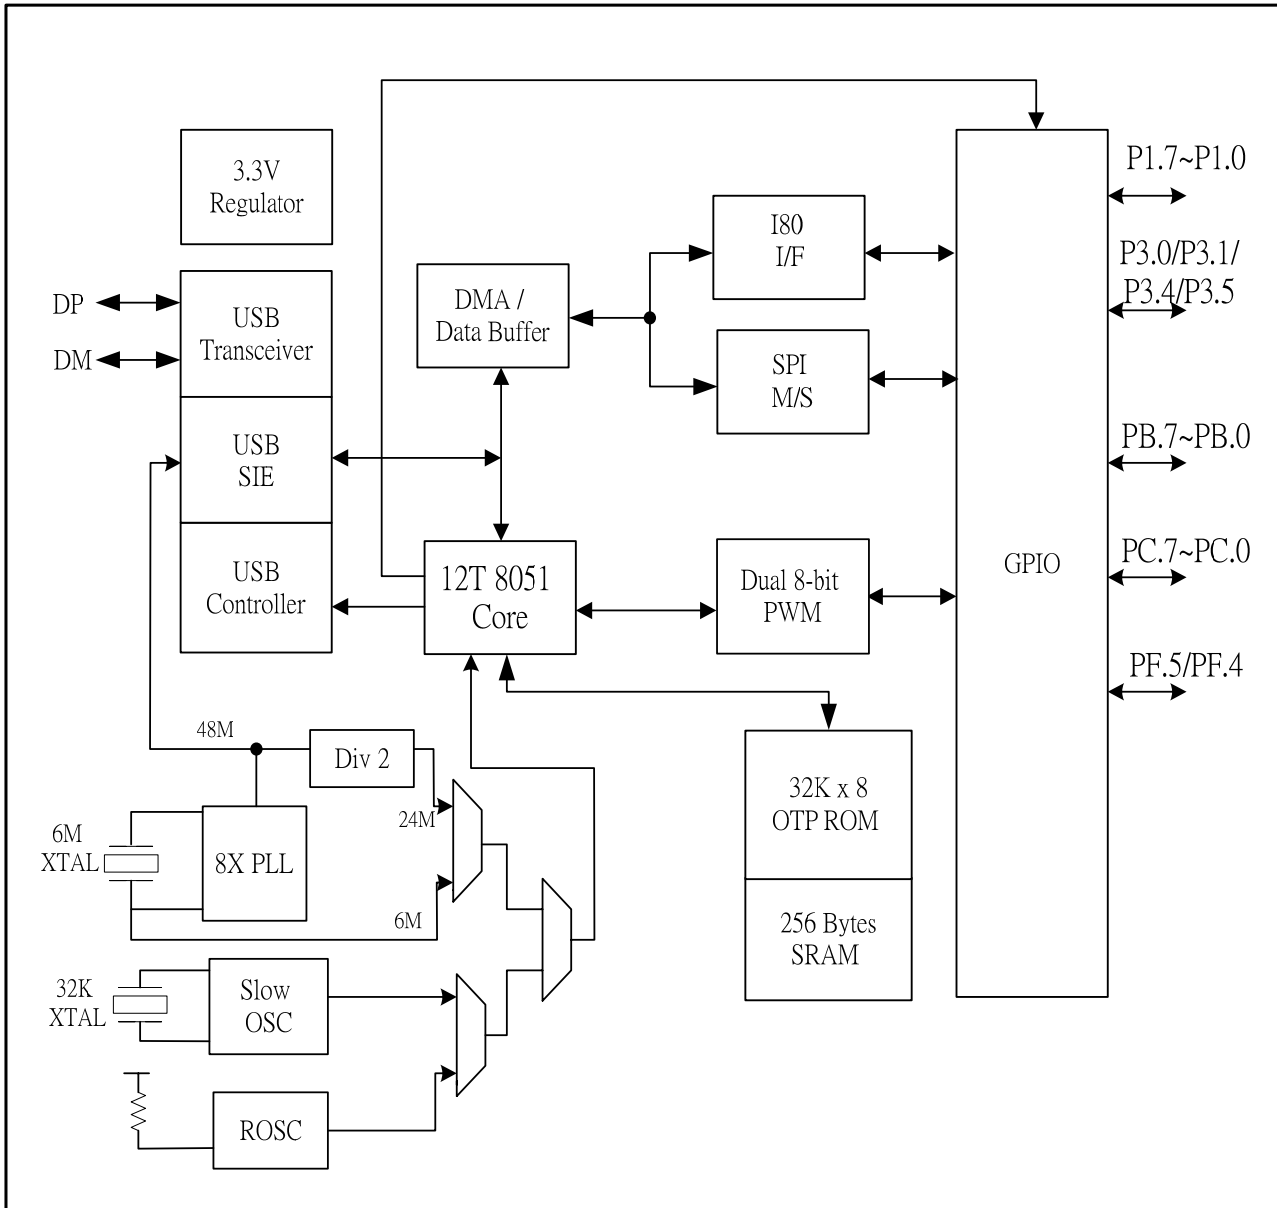 3.3V
Regulator
P1.7~P1.0
I80
I/F
P3.0/P3.1/
P3.4/P3.5
DP
DM
USB
Transceiver
DMA /
Data Buffer
SPI
M/S
USB
SIE
PB.7~PB.0
USB
Controller
12T 8051
Core
Dual 8-bit
PWM
GPIO
PC.7~PC.0
PF.5/PF.4
48M
Div 2
24M
6M
XTAL
8X PLL
6M
32K x 8
OTP ROM
256 Bytes
SRAM
32K
XTAL
Slow
OSC
ROSC